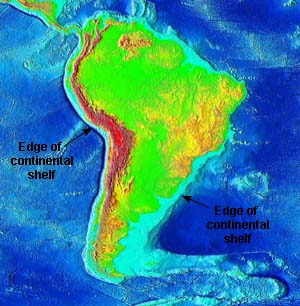 Edge of
continental
shelf
Edge of
continental
shelf